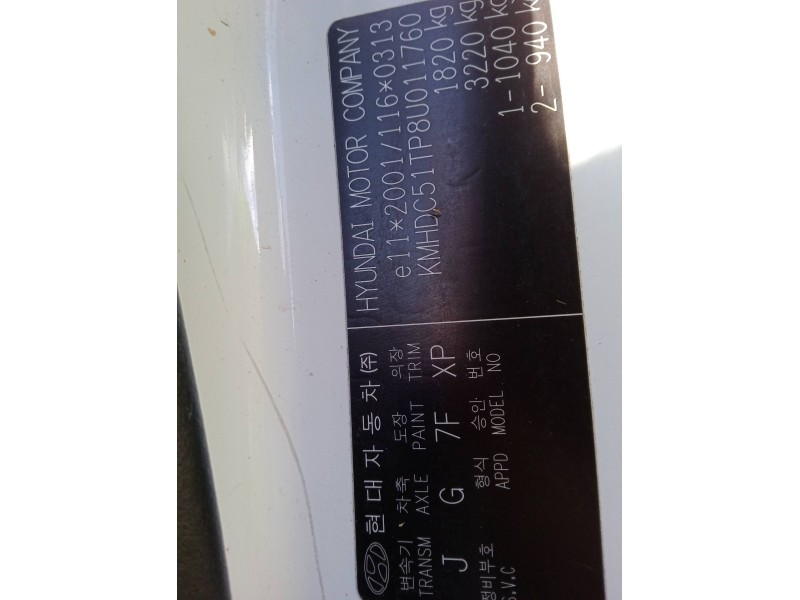 HYUNDAI MOTOR COMPANY
e11*2001/116*0313
KMHDC51TP8U011760
1820 kg
3220 kg
1- 1040 kg
2- 940 k
현대자동차(주)
변속기 차축 도장 의장
TRANSM AXLE PAINT TRIM
J G 7F XP
형식 승인 번호
APPD MODEL NO
정비부호
S.V.C